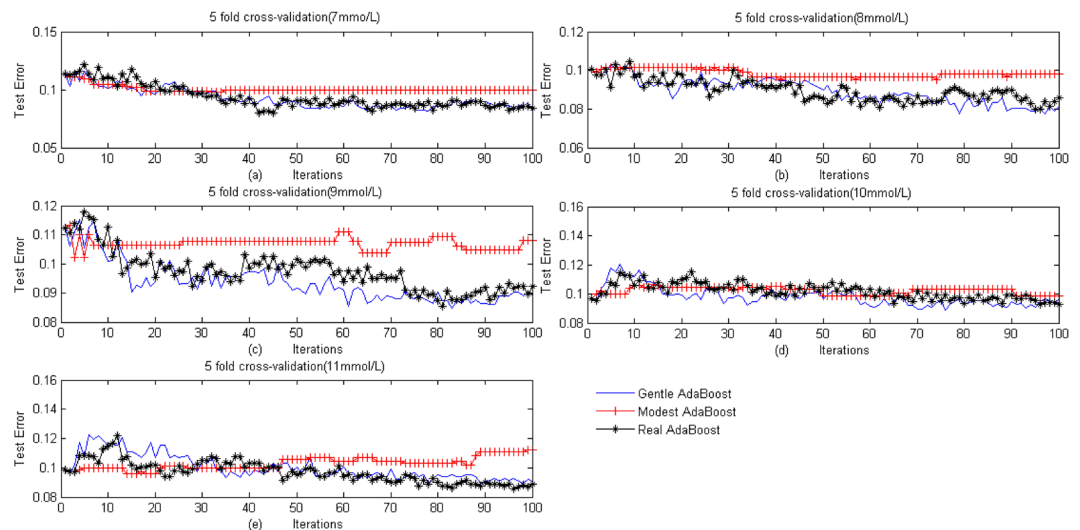 5 fold cross-validation(7mmo/L)
0.15
0.1
0.05
Test Error
0 10 20 30 40 50 60 70 80 90 100
(a) Iterations
5 fold cross-validation(8mmol/L)
0.12
0.1
0.08
0.06
Test Error
0 10 20 30 40 50 60 70 80 90 100
(b) Iterations
5 fold cross-validation(9mmol/L)
0.12
0.11
0.1
0.09
0.08
Test Error
0 10 20 30 40 50 60 70 80 90 100
(c) Iterations
5 fold cross-validation(10mmol/L)
0.16
0.14
0.12
0.1
0.08
Test Error
0 10 20 30 40 50 60 70 80 90 100
(d) Iterations
5 fold cross-validation(11mmol/L)
0.16
0.14
0.12
0.1
0.08
Test Error
0 10 20 30 40 50 60 70 80 90 100
(e) Iterations
Gentle AdaBoost
Modest AdaBoost
Real AdaBoost